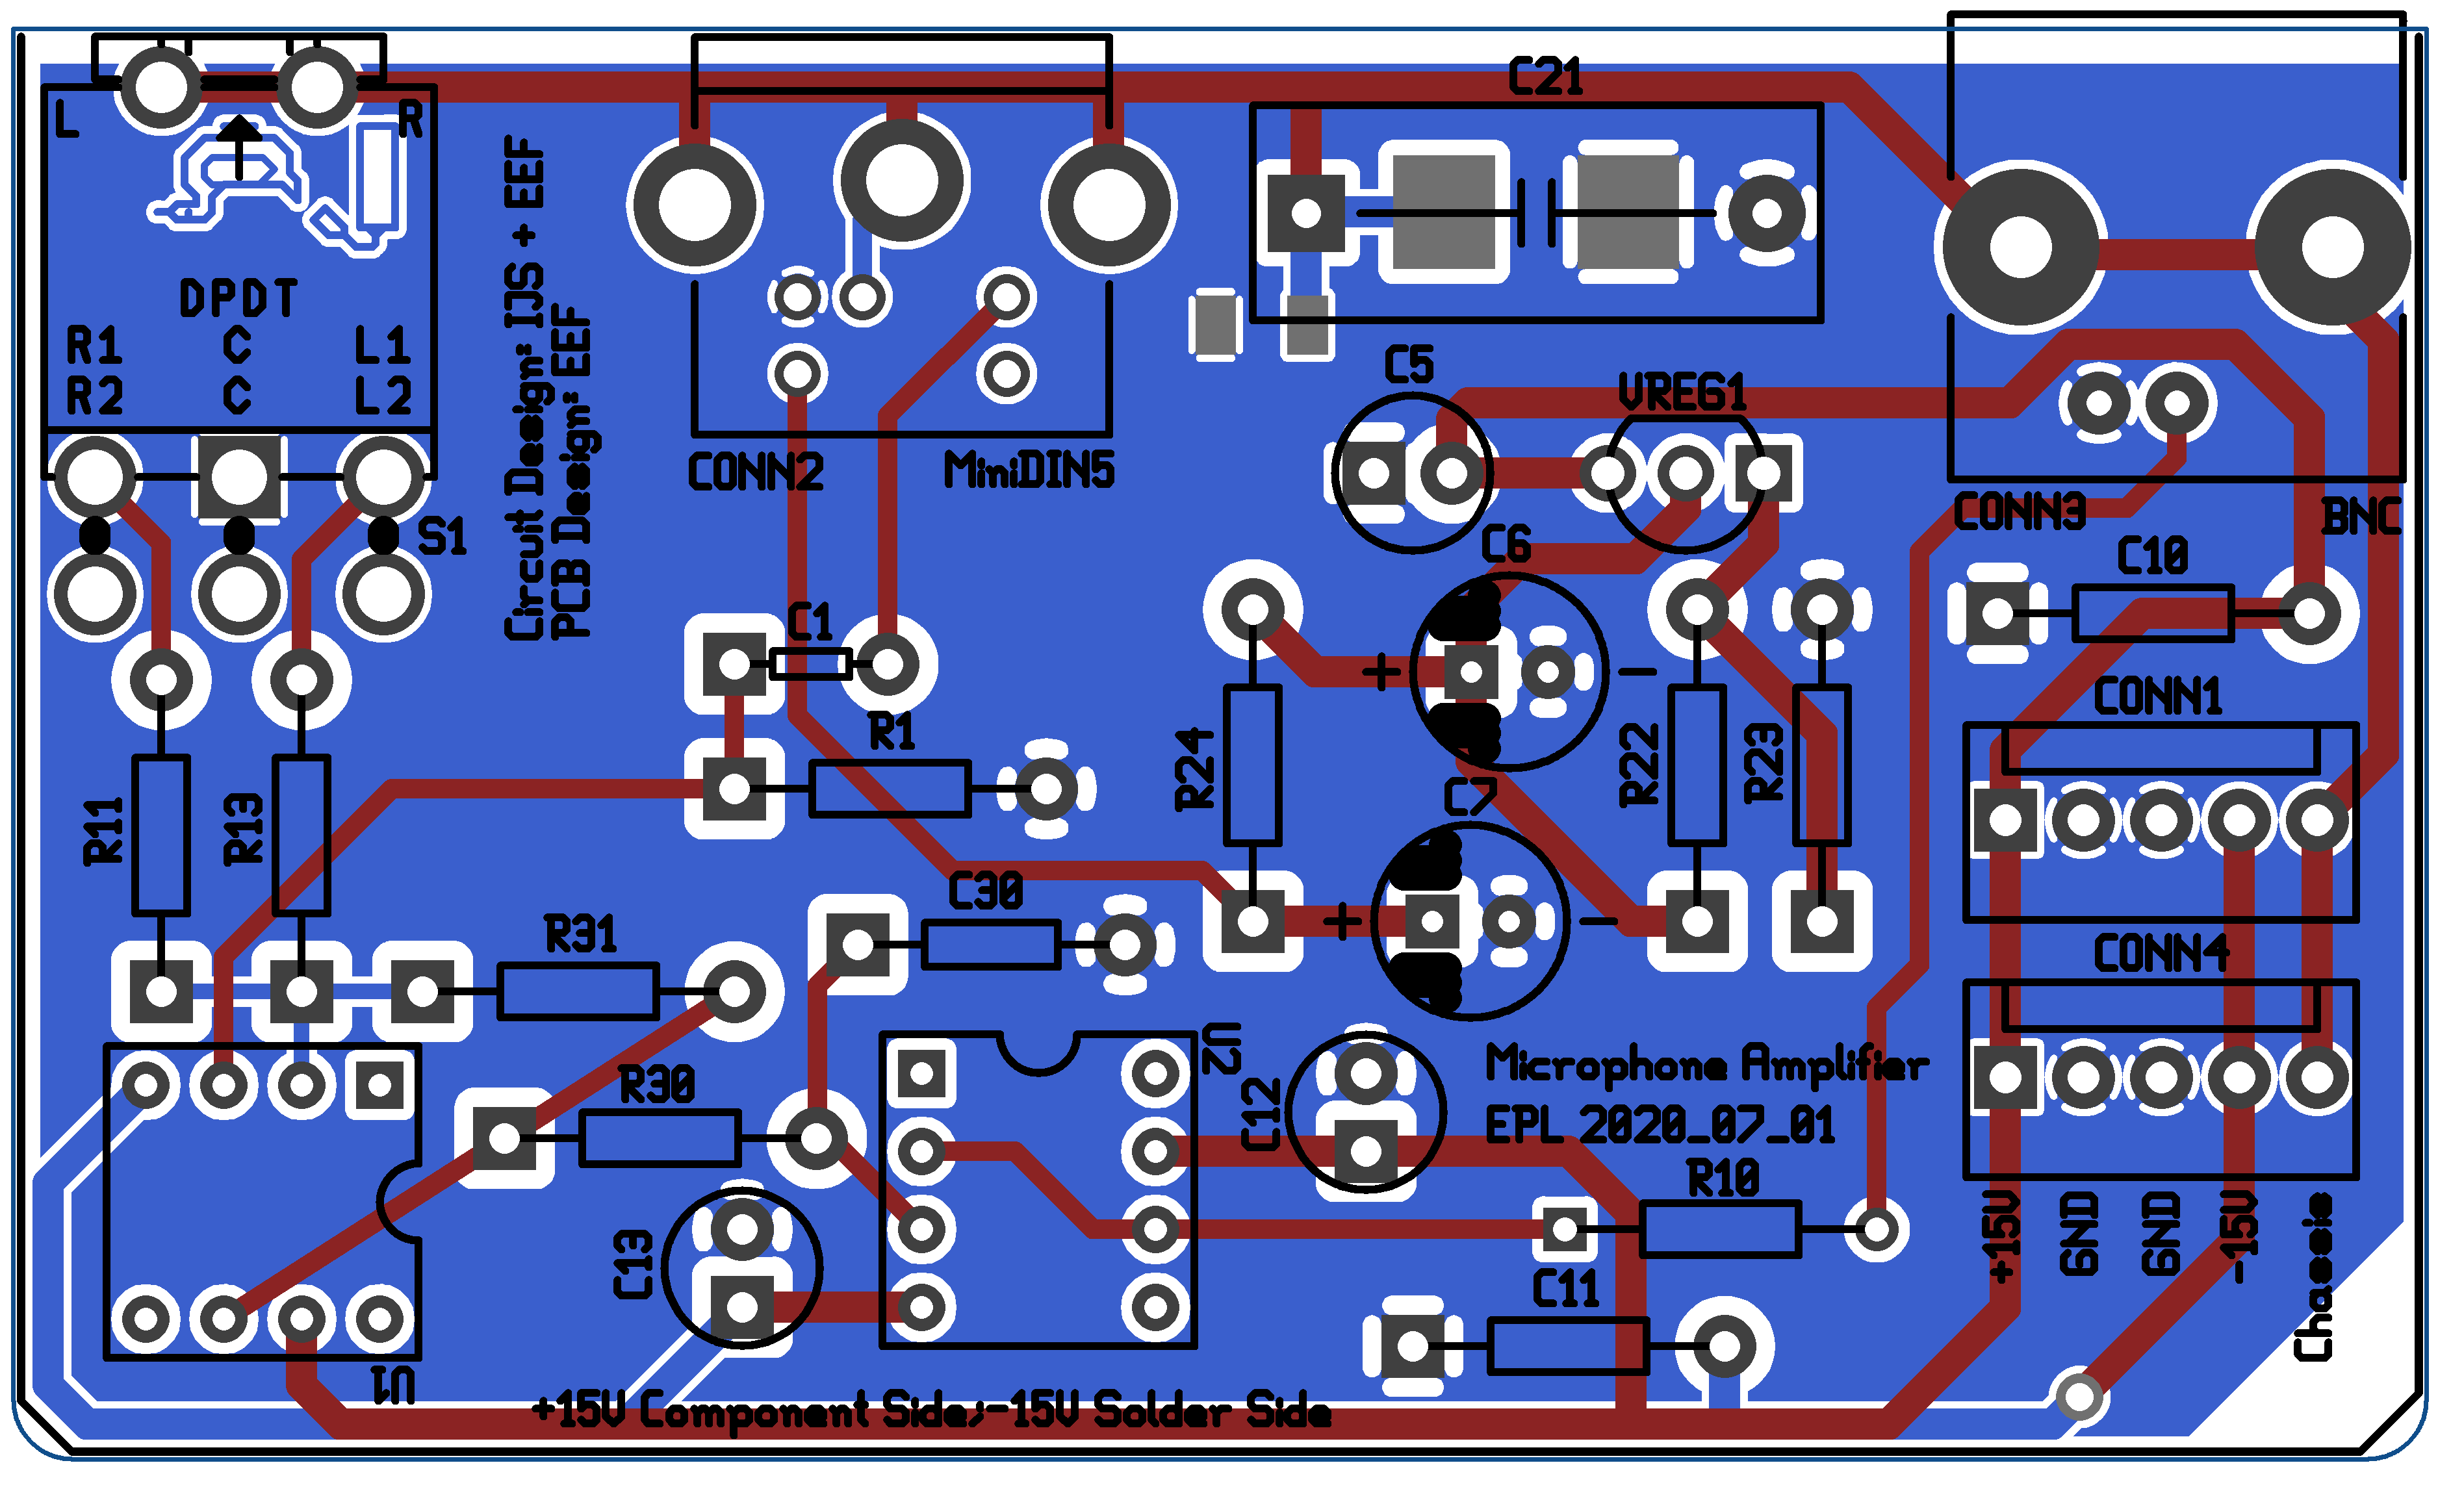 L
R
DPDT
R1 C L1
R2 C L2
S1
Circuit Design IDS + EEF
PCB Design: EEF
CONN2
MiniDIN5
C21
C5
VREG1
CONN3
BNC
C6
C10
C1
CONN1
R1
R24
C7
R22
R23
R11
R13
R31
C30
CONN4
R30
U2
C12
Microphone Amplifier
EPL 2020_07_01
R10
C13
C11
+15V
GND
GND
-15V
Chassis
U1
+15V Component Side;-15V Solder Side
+
-
+
-